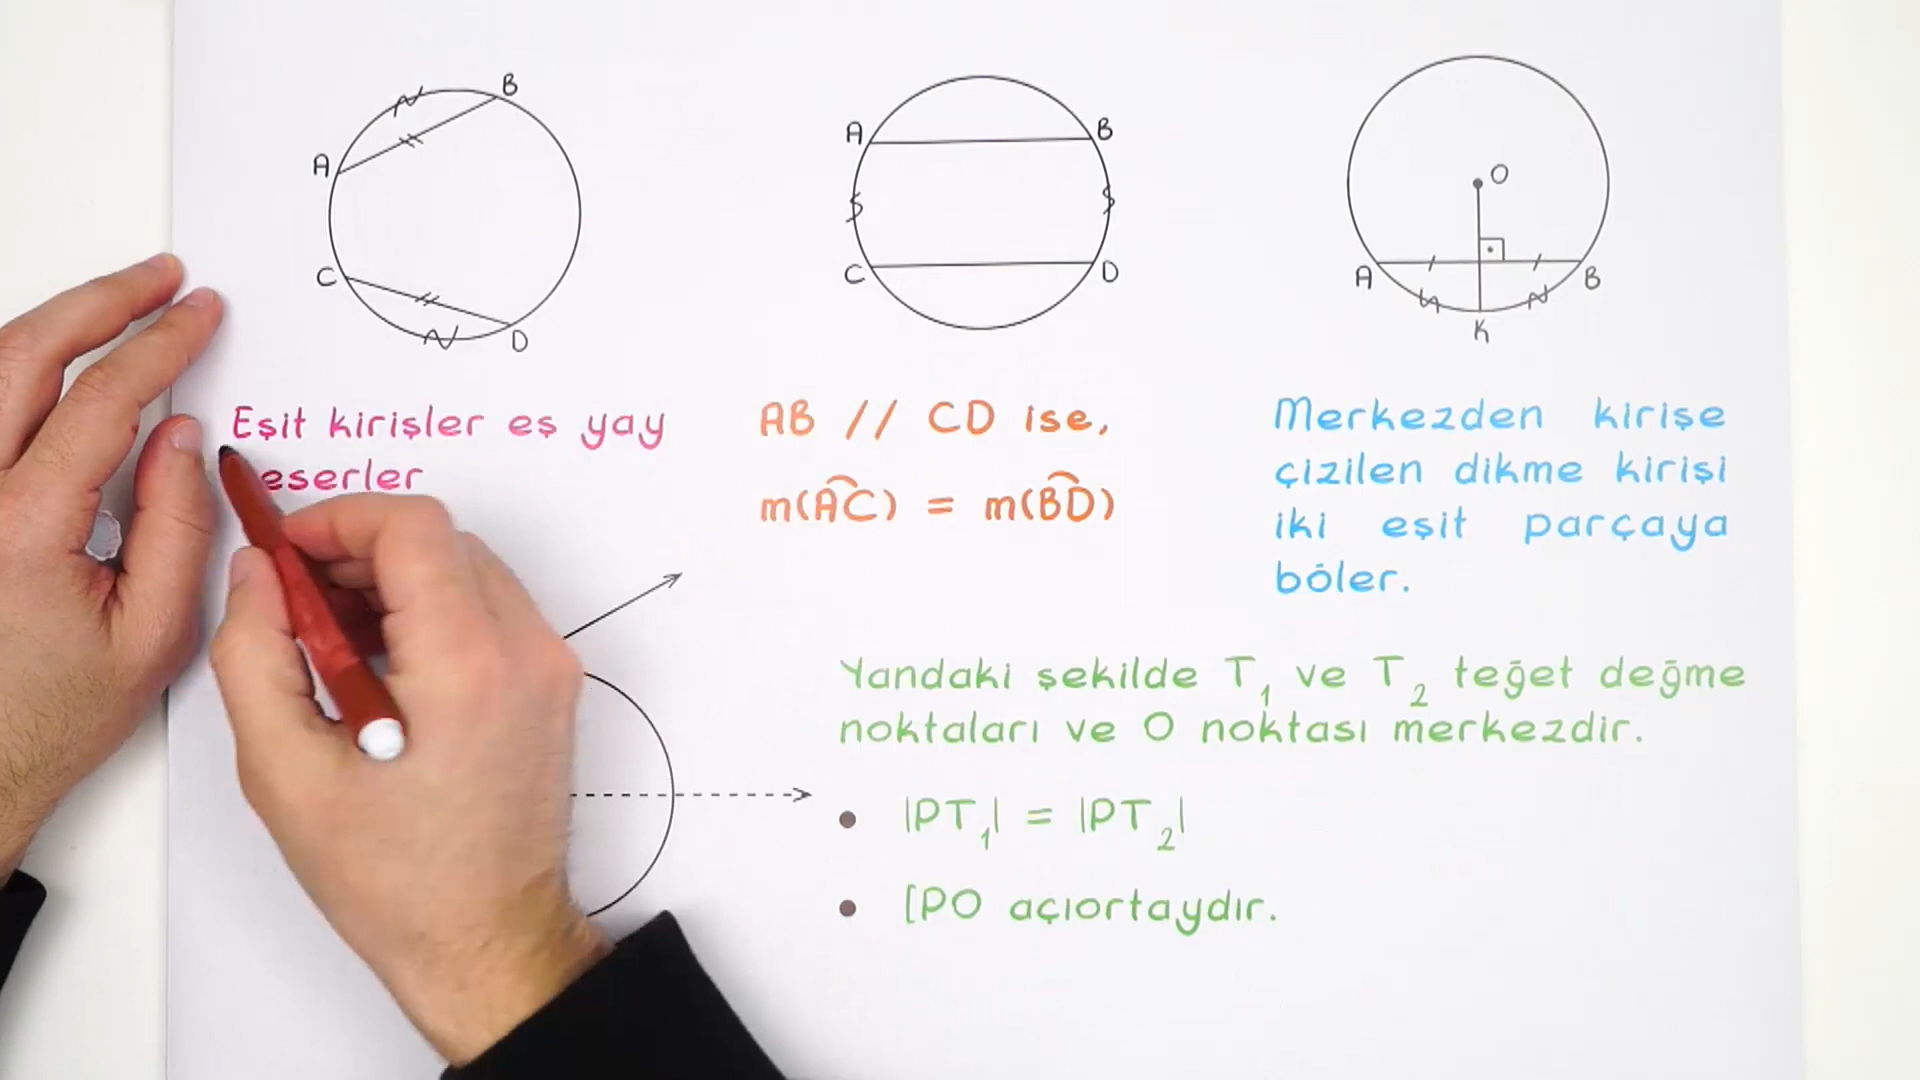 B
A
C
D
A
B
C
D
O
A
B
K
Eşit kirişler eş yay
eserler
AB // CD ise,
m(AC) = m(BD)
Merkezden kirişe
çizilen dikme kirişi
iki eşit parçaya
böler.
Yandaki şekilde T₁ ve T₂ teğet değme
noktaları ve O noktası merkezdir.
• |PT₁| = |PT₂|
• [PO açıortaydır.